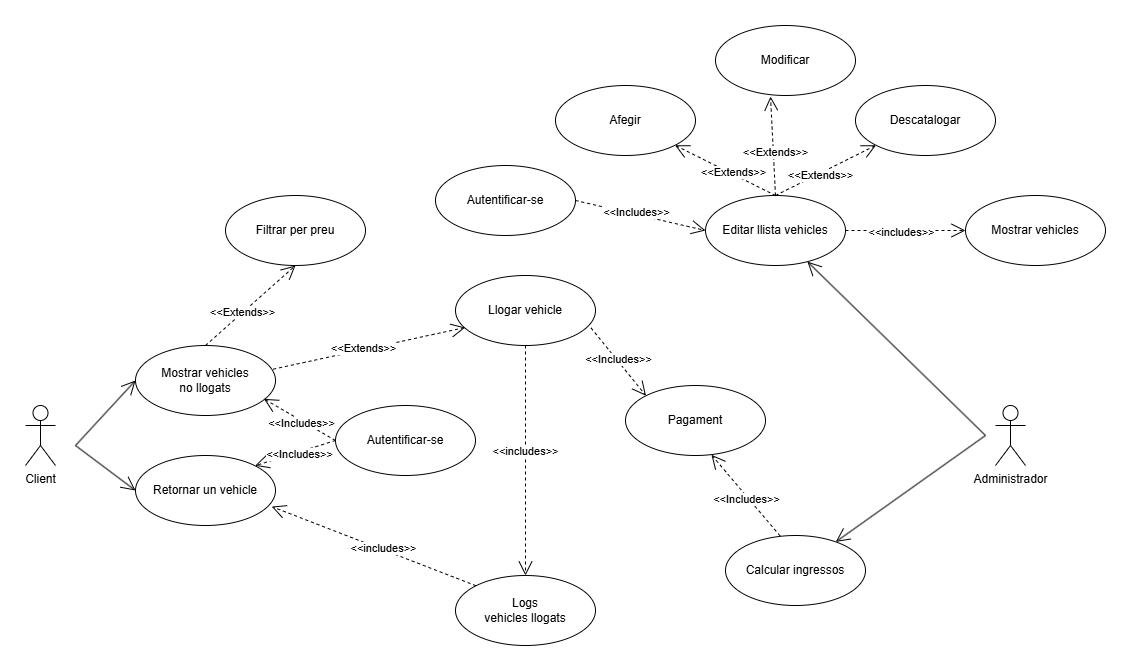 Modificar
Afegir
Descatalogar
<<Extends>>
<<Extends>>
<<Extends>>
Autentificar-se
<<Includes>>
Editar llista vehicles
<<includes>>
Mostrar vehicles
Filtrar per preu
<<Extends>>
Llogar vehicle
<<Extends>>
<<Includes>>
Mostrar vehicles
no llogats
Pagament
<<Includes>>
Autentificar-se
<<Includes>>
<<includes>>
Client
Retornar un vehicle
Administrador
<<Includes>>
<<includes>>
Calcular ingressos
Logs
vehicles llogats